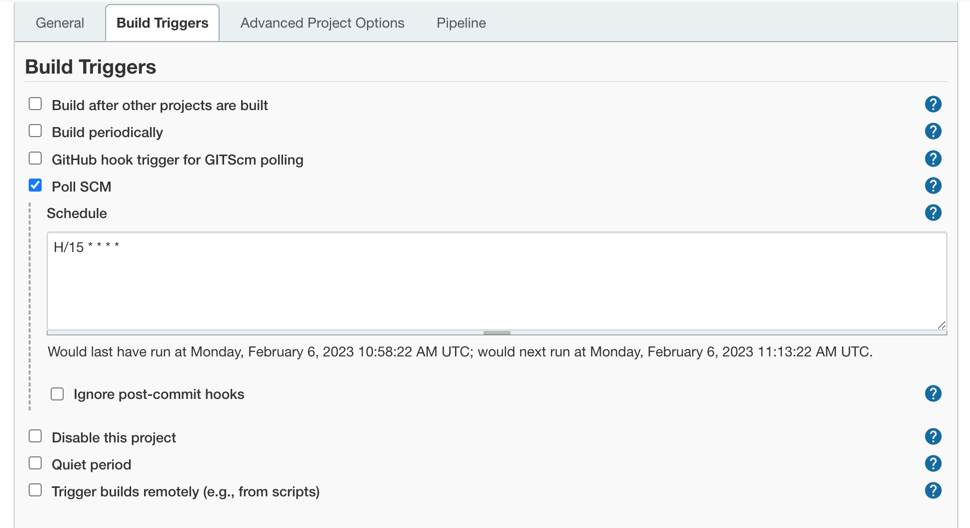 General Build Triggers Advanced Project Options Pipeline
Build Triggers
Build after other projects are built ?
Build periodically ?
GitHub hook trigger for GITScm polling ?
Poll SCM ?
Schedule ?
H/15 * * * *
Would last have run at Monday, February 6, 2023 10:58:22 AM UTC; would next run at Monday, February 6, 2023 11:13:22 AM UTC.
Ignore post-commit hooks ?
Disable this project ?
Quiet period ?
Trigger builds remotely (e.g., from scripts) ?